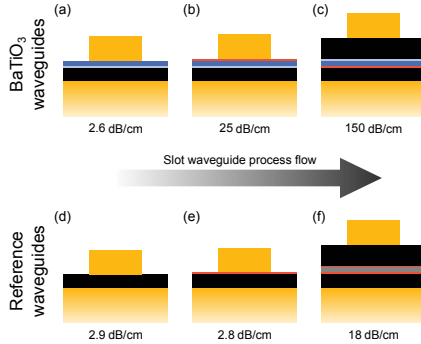 (a) (b) (c)
BaTiO₃
waveguides
2.6 dB/cm 25 dB/cm 150 dB/cm
Slot waveguide process flow
(d) (e) (f)
Reference
waveguides
2.9 dB/cm 2.8 dB/cm 18 dB/cm